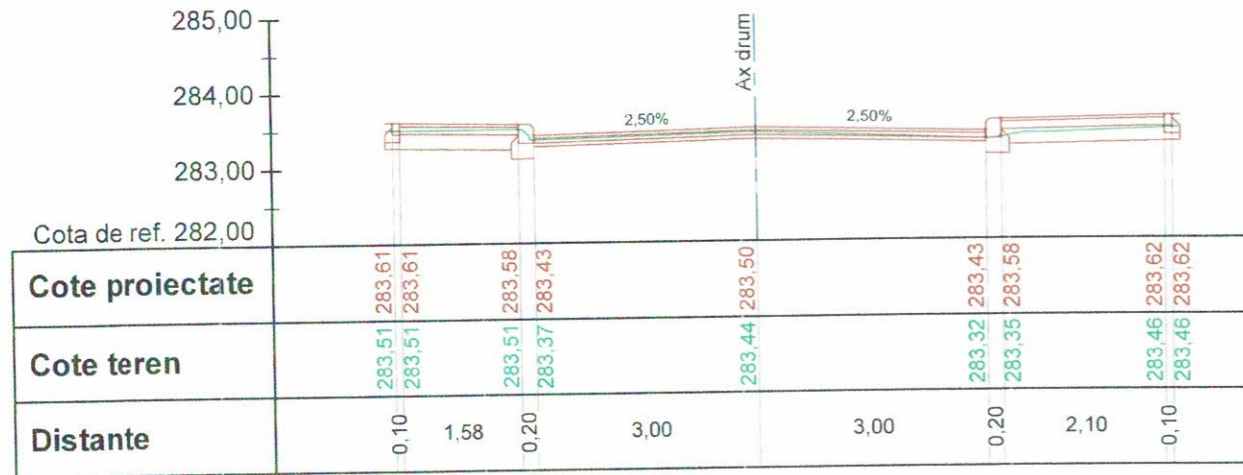 285,00
284,00
283,00
Cota de ref. 282,00
Ax drum
2,50%
2,50%
Cote proiectate 283,61 283,61 283,58 283,43 283,50 283,43 283,58 283,62 283,62
Cote teren 283,51 283,51 283,51 283,37 283,44 283,32 283,35 283,46 283,46
Distante 0,10 1,58 0,20 3,00 3,00 0,20 2,10 0,10